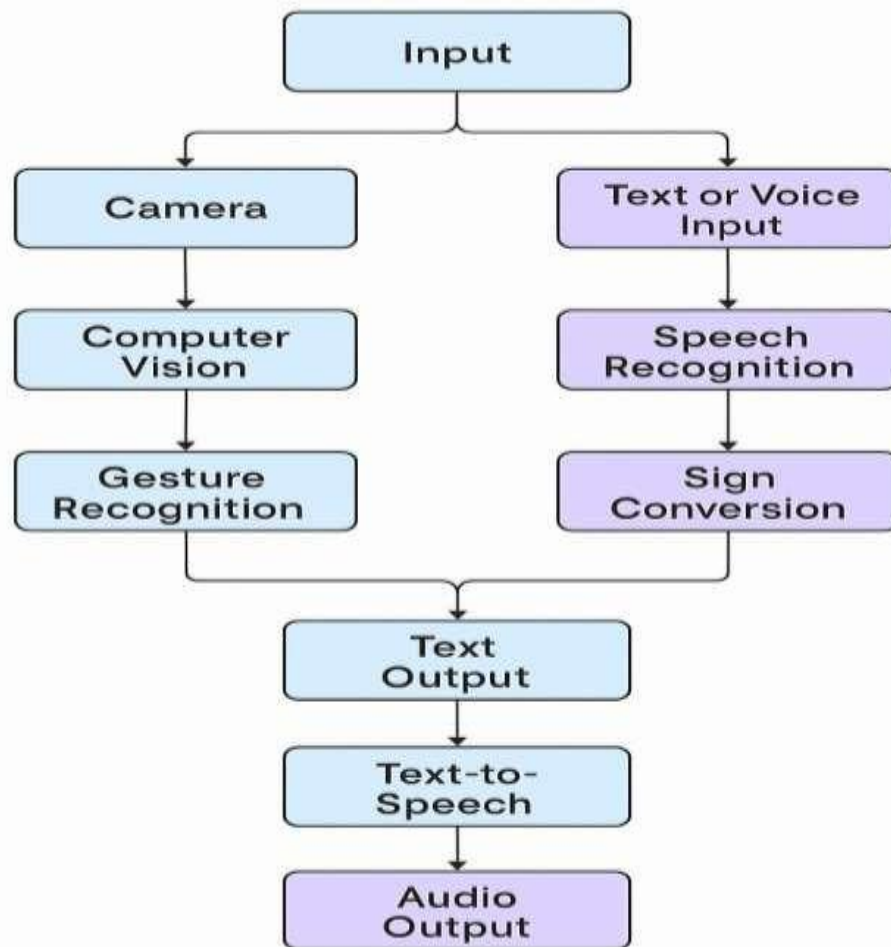 Input
Camera
Text or Voice
Input
Computer
Vision
Speech
Recognition
Gesture
Recognition
Sign
Conversion
Text
Output
Text-to-
Speech
Audio
Output